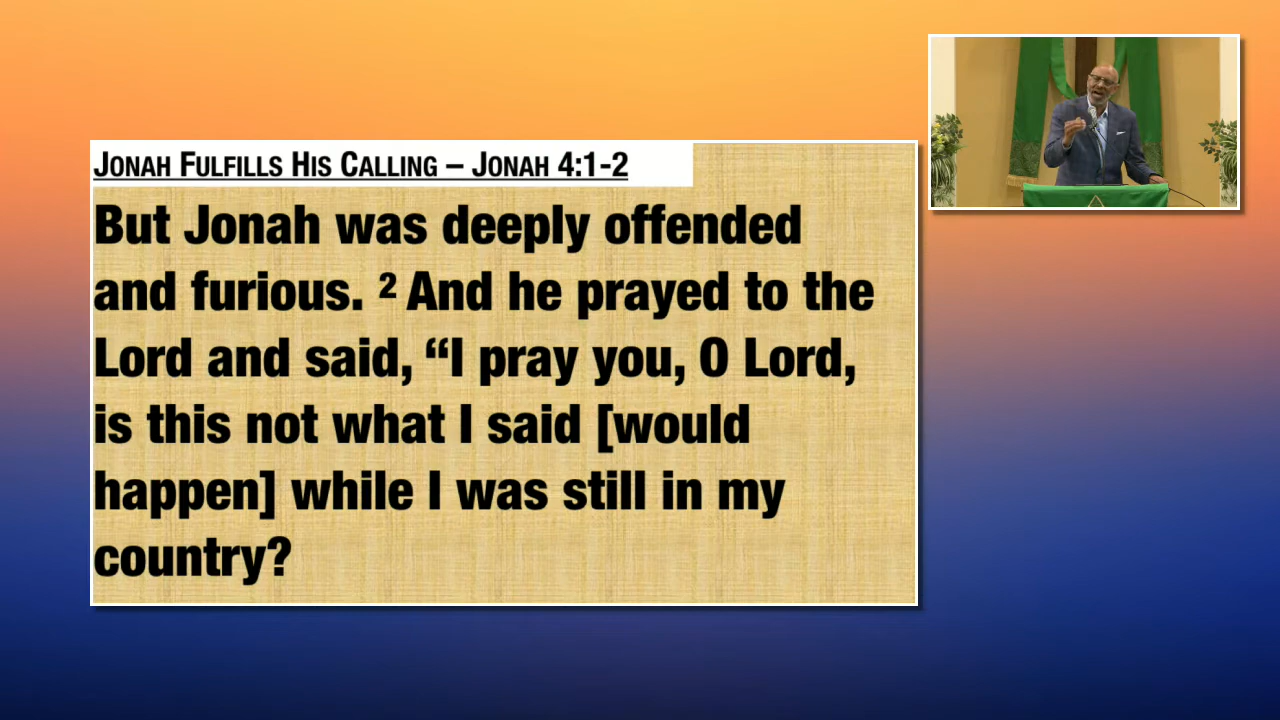 Jonah Fulfills His Calling – Jonah 4:1-2
But Jonah was deeply offended
and furious. ² And he prayed to the
Lord and said, “I pray you, O Lord,
is this not what I said [would
happen] while I was still in my
country?